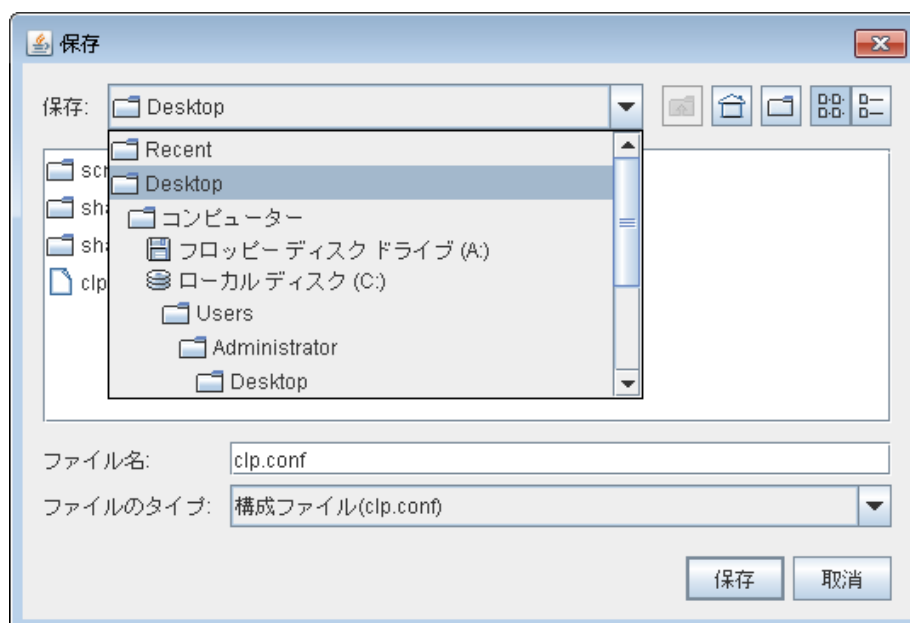 保存
保存: Desktop
Recent
Desktop
コンピューター
フロッピー ディスク ドライブ (A:)
ローカル ディスク (C:)
Users
Administrator
Desktop
ファイル名: clp.conf
ファイルのタイプ: 構成ファイル(clp.conf)
保存 取消